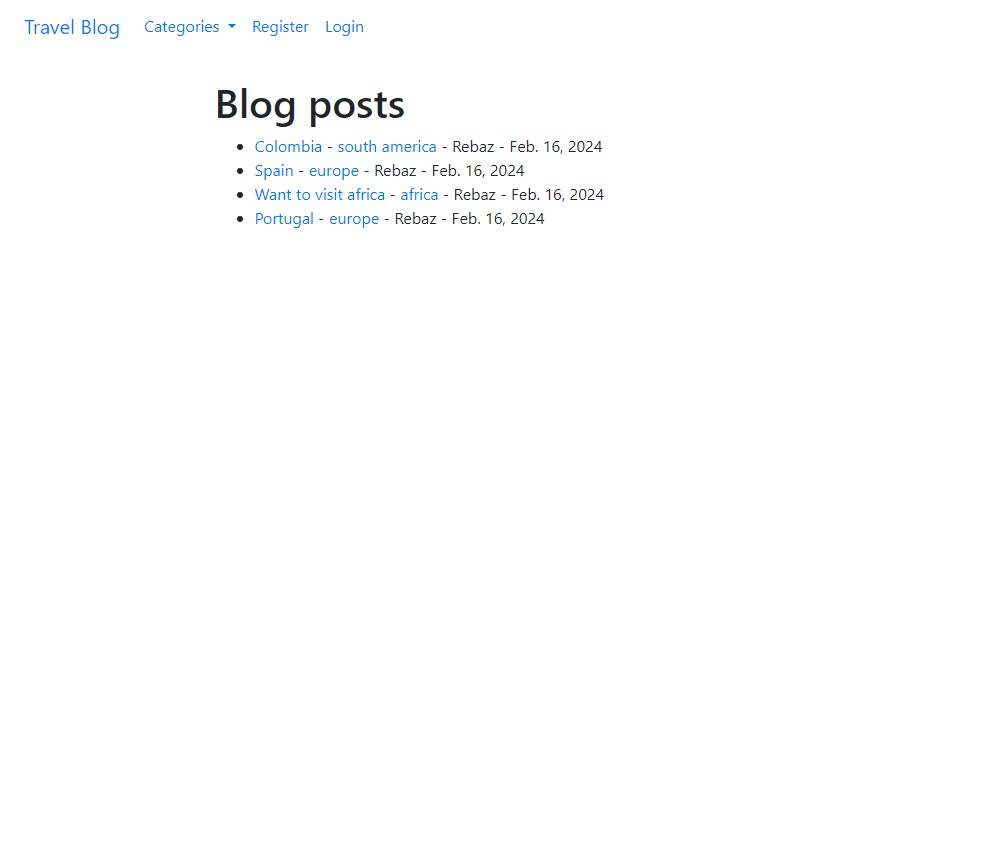 Travel Blog Categories Register Login
Blog posts
Colombia - south america - Rebaz - Feb. 16, 2024
Spain - europe - Rebaz - Feb. 16, 2024
Want to visit africa - africa - Rebaz - Feb. 16, 2024
Portugal - europe - Rebaz - Feb. 16, 2024